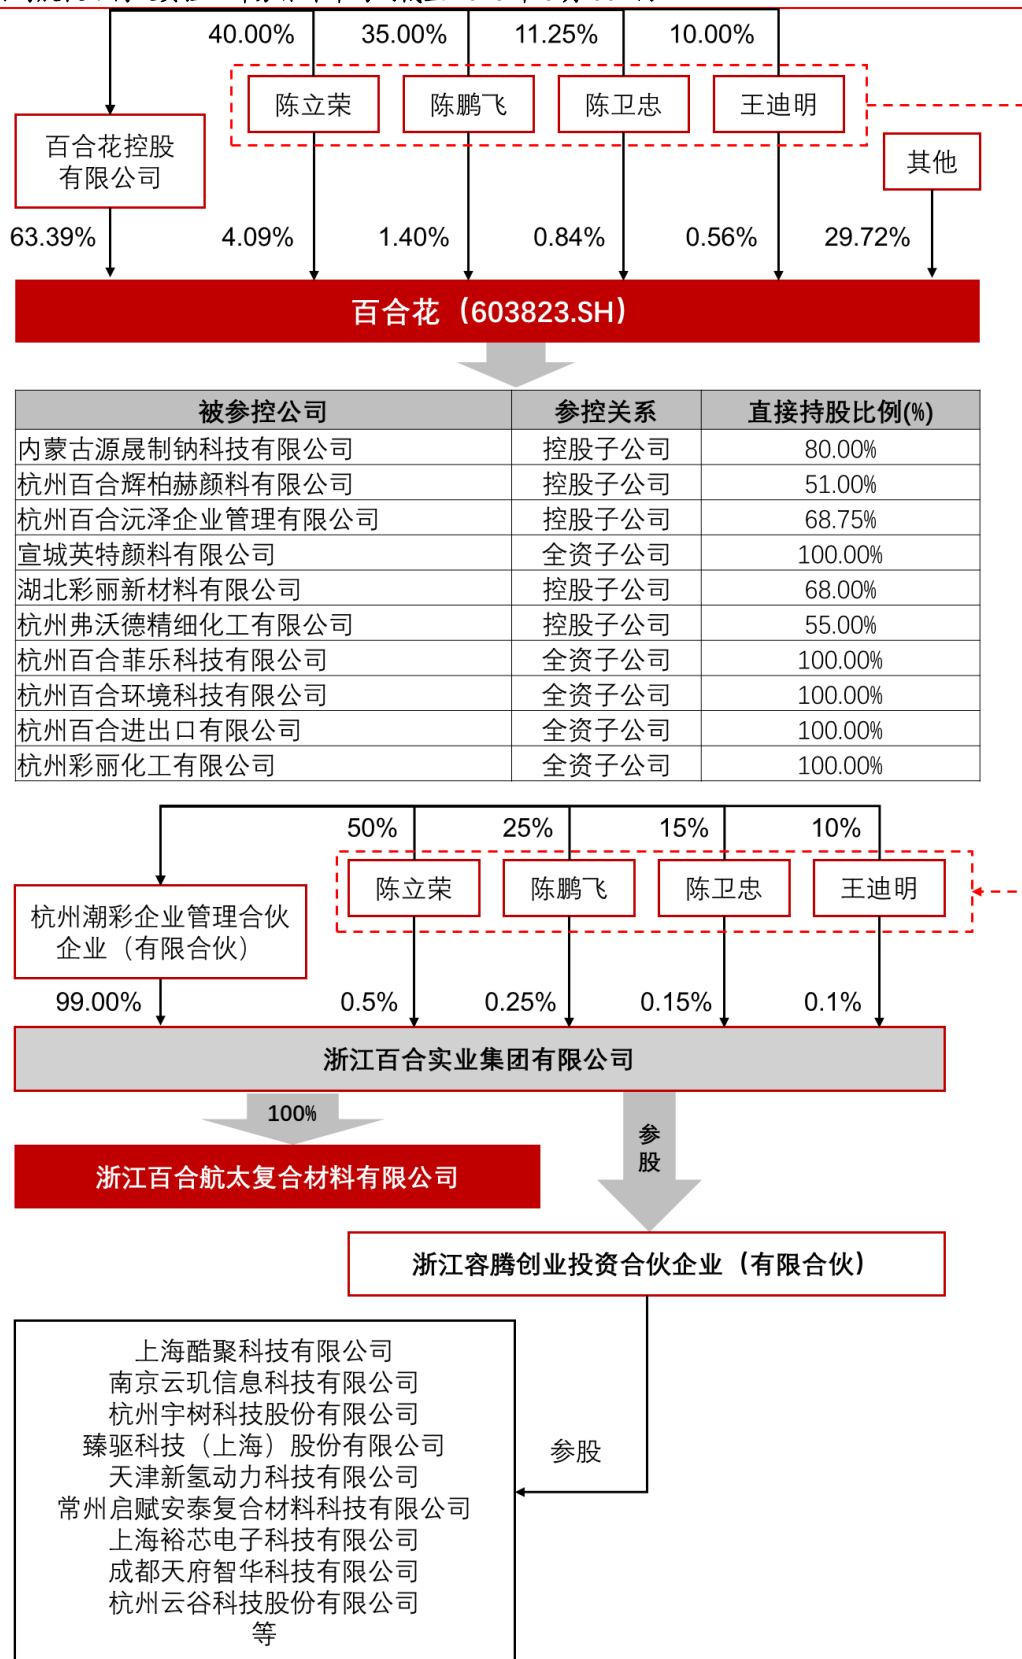 40.00% 35.00% 11.25% 10.00%
陈立荣 陈鹏飞 陈卫忠 王迪明
百合花控股
有限公司
其他
63.39% 4.09% 1.40% 0.84% 0.56% 29.72%
百合花（603823.SH）
被参控公司 参控关系 直接持股比例(%)
内蒙古源晟制钠科技有限公司 控股子公司 80.00%
杭州百合辉柏赫颜料有限公司 控股子公司 51.00%
杭州百合沅泽企业管理有限公司 控股子公司 68.75%
宣城英特颜料有限公司 全资子公司 100.00%
湖北彩丽新材料有限公司 控股子公司 68.00%
杭州弗沃德精细化工有限公司 控股子公司 55.00%
杭州百合菲乐科技有限公司 全资子公司 100.00%
杭州百合环境科技有限公司 全资子公司 100.00%
杭州百合进出口有限公司 全资子公司 100.00%
杭州彩丽化工有限公司 全资子公司 100.00%
50% 25% 15% 10%
陈立荣 陈鹏飞 陈卫忠 王迪明
杭州潮彩企业管理合伙
企业（有限合伙）
99.00% 0.5% 0.25% 0.15% 0.1%
浙江百合实业集团有限公司
100%
参
股
浙江百合航太复合材料有限公司
浙江容腾创业投资合伙企业（有限合伙）
上海酷聚科技有限公司
南京云玑信息科技有限公司
杭州宇树科技股份有限公司
臻驱科技（上海）股份有限公司
天津新氢动力科技有限公司
常州启赋安泰复合材料科技有限公司
上海裕芯电子科技有限公司
成都天府智华科技有限公司
杭州云谷科技股份有限公司
等
参股